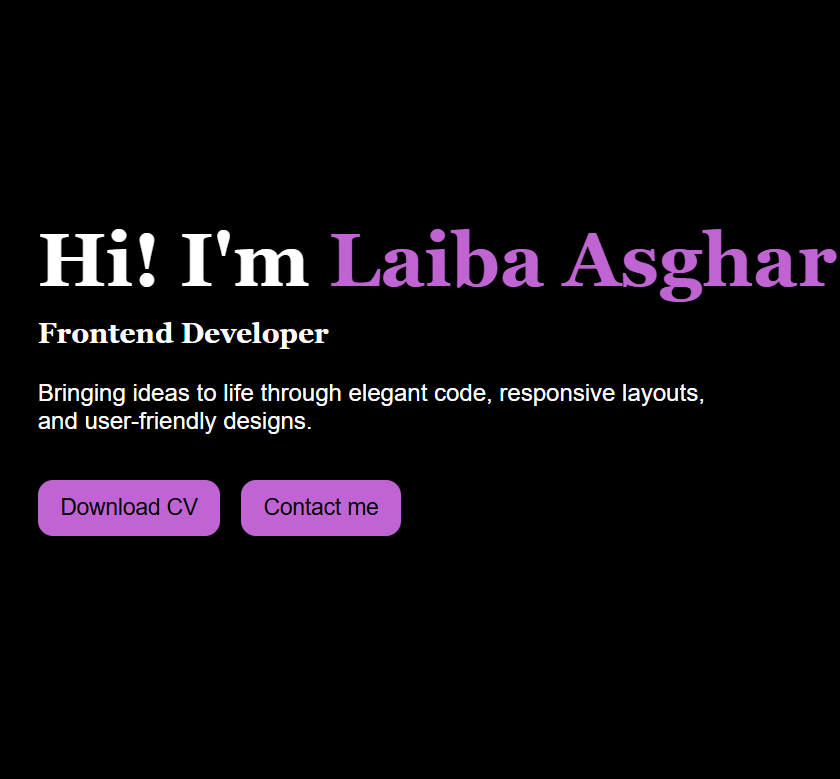 Hi! I'm Laiba Asghar
Frontend Developer
Bringing ideas to life through elegant code, responsive layouts,
and user-friendly designs.
Download CV
Contact me